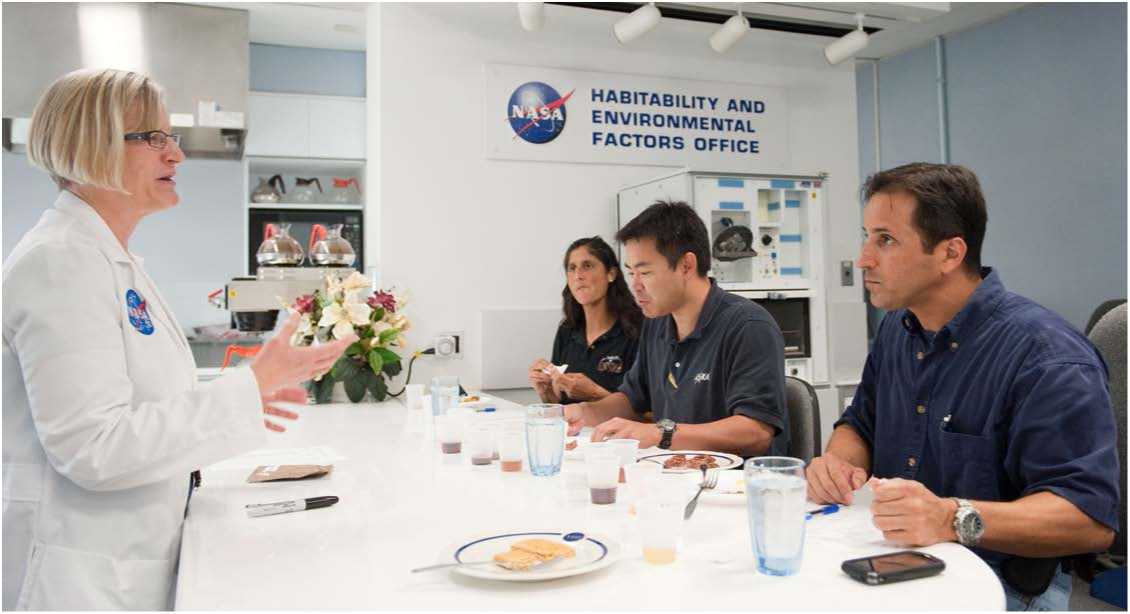 NASA
HABITABILITY AND
ENVIRONMENTAL
FACTORS OFFICE